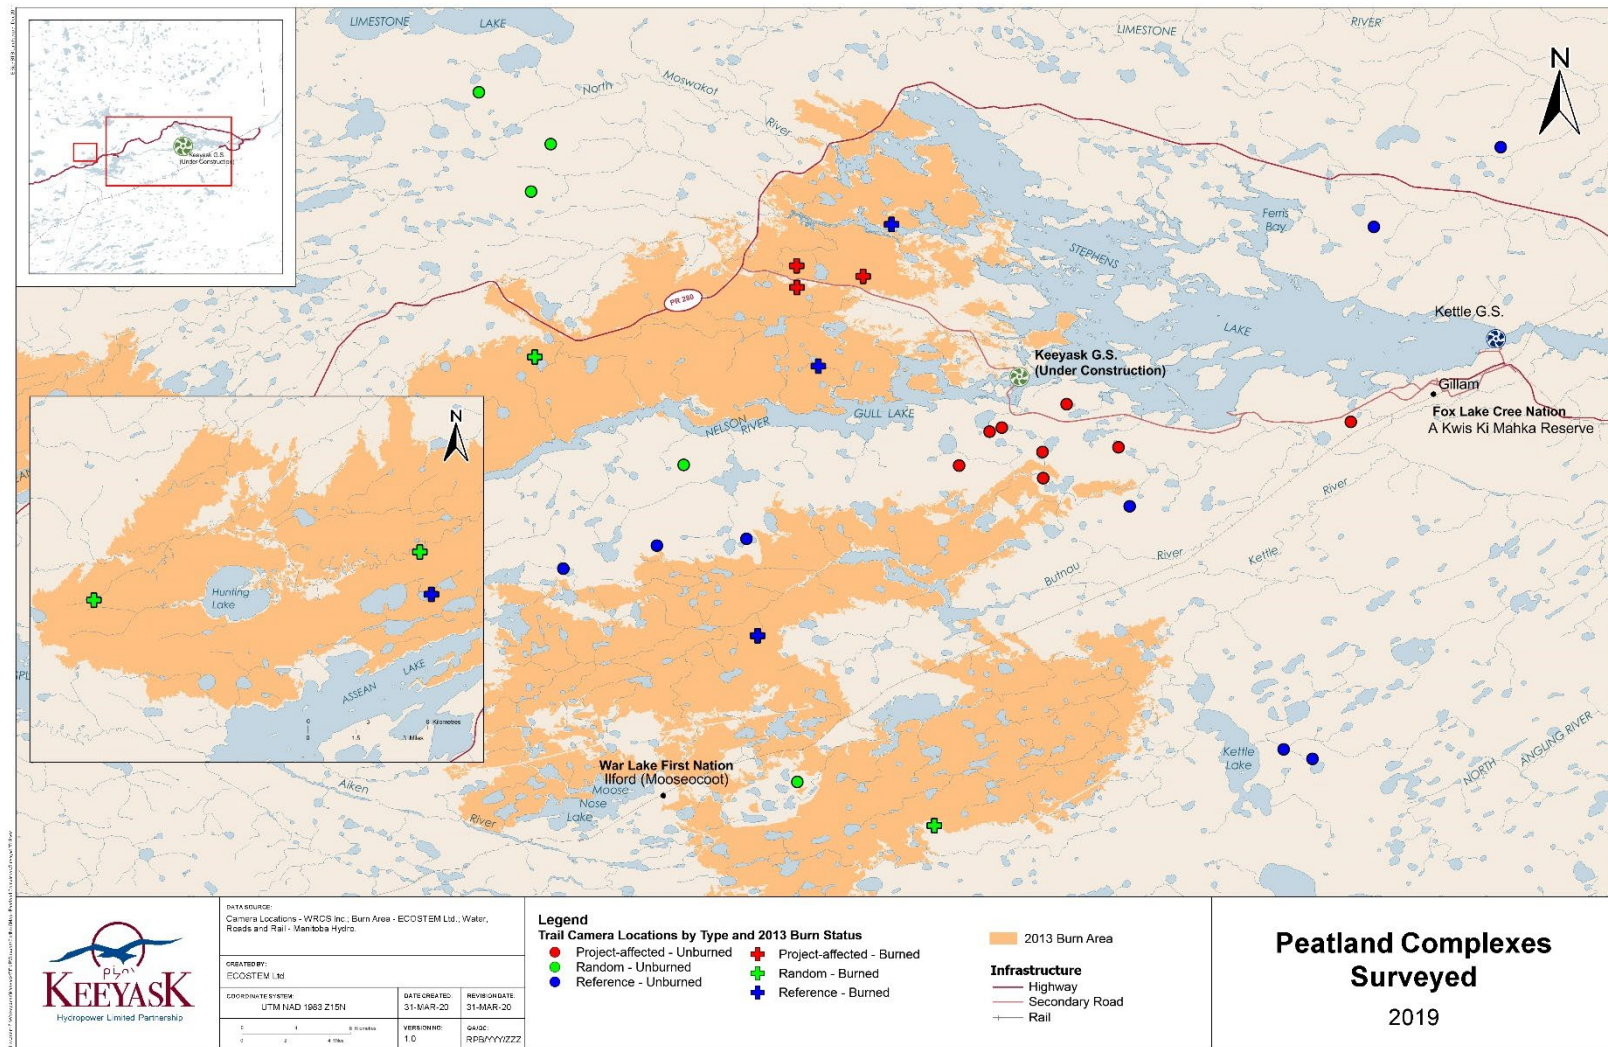 LIMESTONE LAKE
LIMESTONE RIVER
North Moswakot River
N
Keeyask G.S.
(Under Construction)
Ferris
Bay
STEPHENS
LAKE
PR 280
Kettle G.S.
Keeyask G.S.
(Under Construction)
Gillam
Fox Lake Cree Nation
A Kwis Ki Mahka Reserve
GULL LAKE
NELSON
RIVER
N
Hunting
Lake
ASSEAN LAKE
River
Butnau River
Kettle
Kettle
Lake
NORTH ANGLING RIVER
War Lake First Nation
Ilford (Mooseocoot)
Moose
Nose
Lake
Aiken
River
KEEYASK
Hydropower Limited Partnership
DATA SOURCE:
Camera Locations - WRCS Inc.; Burn Area - ECOSTEM Ltd.; Water,
Roads and Rail - Manitoba Hydro.
CREATED BY:
ECOSTEM Ltd.
COORDINATE SYSTEM:
UTM NAD 1983 Z15N
DATE CREATED:
31-MAR-20
REVISION DATE:
31-MAR-20
VERSION NO:
1.0
QA/QC:
RPB/YYY/ZZZ
Legend
Trail Camera Locations by Type and 2013 Burn Status
Project-affected - Unburned
Random - Unburned
Reference - Unburned
Project-affected - Burned
Random - Burned
Reference - Burned
2013 Burn Area
Infrastructure
Highway
Secondary Road
Rail
Peatland Complexes
Surveyed
2019